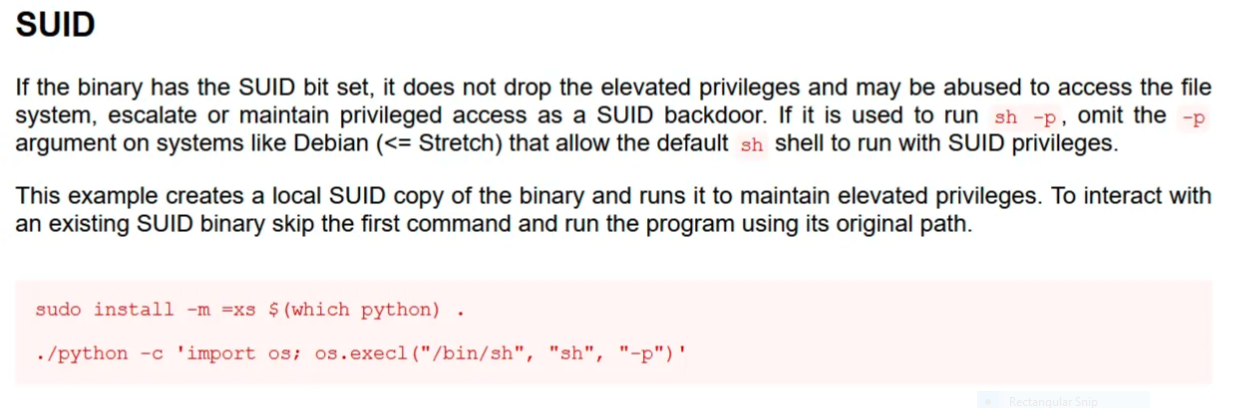 SUID
If the binary has the SUID bit set, it does not drop the elevated privileges and may be abused to access the file
system, escalate or maintain privileged access as a SUID backdoor. If it is used to run sh -p, omit the -p
argument on systems like Debian (<= Stretch) that allow the default sh shell to run with SUID privileges.
This example creates a local SUID copy of the binary and runs it to maintain elevated privileges. To interact with
an existing SUID binary skip the first command and run the program using its original path.
sudo install -m =xs $(which python) .
./python -c 'import os; os.execl("/bin/sh", "sh", "-p")'
Rectangular Snip